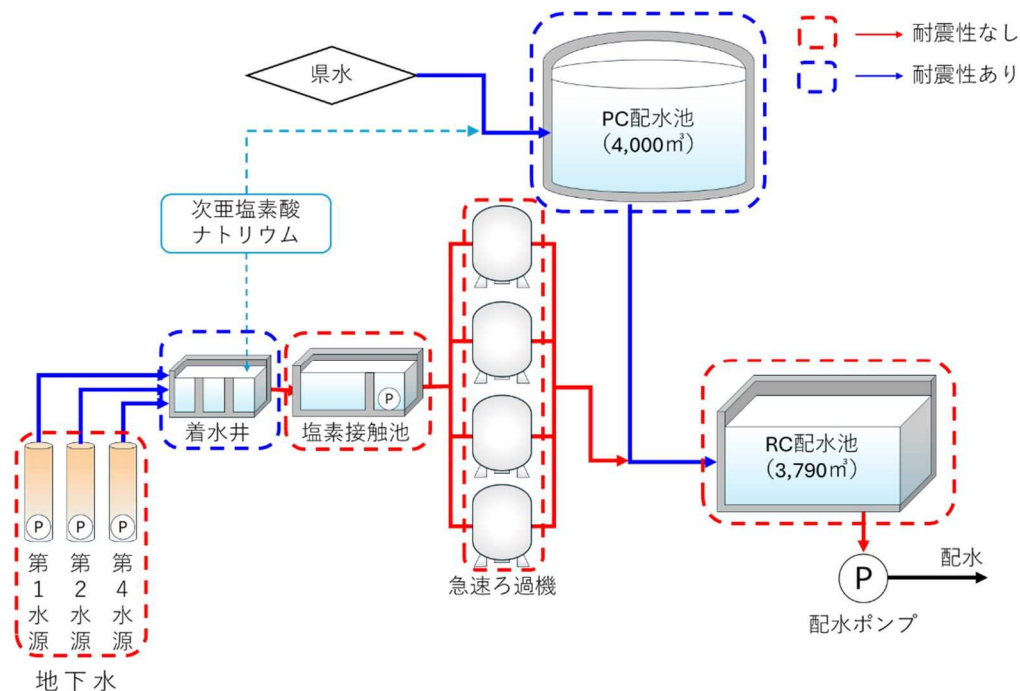 耐震性なし
耐震性あり
県水
PC配水池
（4,000㎥）
次亜塩素酸
ナトリウム
着水井
P
塩素接触池
急速ろ過機
RC配水池
（3,790㎥）
P
P
P
第1水源
第2水源
第4水源
地下水
P
配水
配水ポンプ